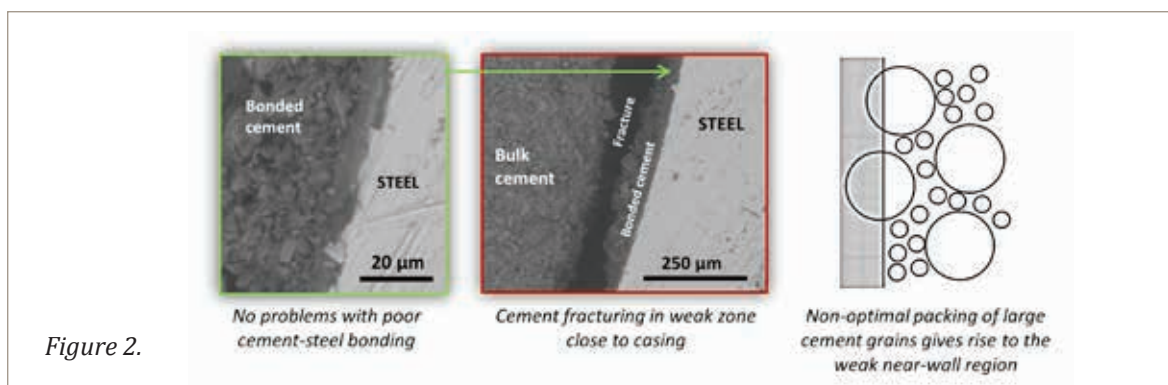 Bonded
cement
STEEL
20 µm
Bulk
cement
Fracture
Bonded cement
STEEL
250 µm
No problems with poor
cement-steel bonding
Cement fracturing in weak zone
close to casing
Non-optimal packing of large
cement grains gives rise to the
weak near-wall region
Figure 2.